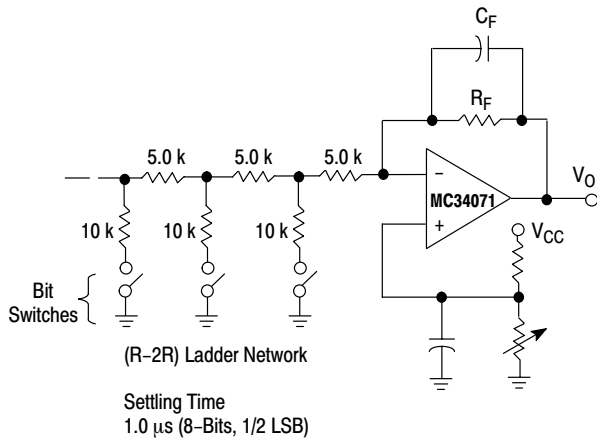 C_F
R_F
5.0 k
5.0 k
5.0 k
10 k
10 k
10 k
−
MC34071
+
V_O
V_CC
Bit
Switches
(R−2R) Ladder Network
Settling Time
1.0 μs (8−Bits, 1/2 LSB)